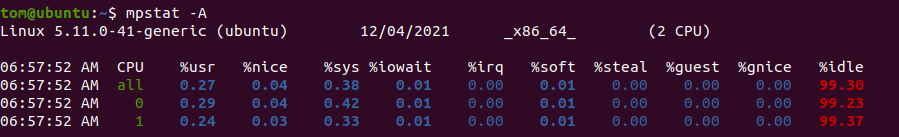 tom@ubuntu:~$ mpstat -A
Linux 5.11.0-41-generic (ubuntu) 12/04/2021 _x86_64_ (2 CPU)
06:57:52 AM CPU %usr %nice %sys %iowait %irq %soft %steal %guest %gnice %idle
06:57:52 AM all 0.27 0.04 0.38 0.01 0.00 0.01 0.00 0.00 0.00 99.30
06:57:52 AM 0 0.29 0.04 0.42 0.01 0.00 0.01 0.00 0.00 0.00 99.23
06:57:52 AM 1 0.24 0.03 0.33 0.01 0.00 0.01 0.00 0.00 0.00 99.37